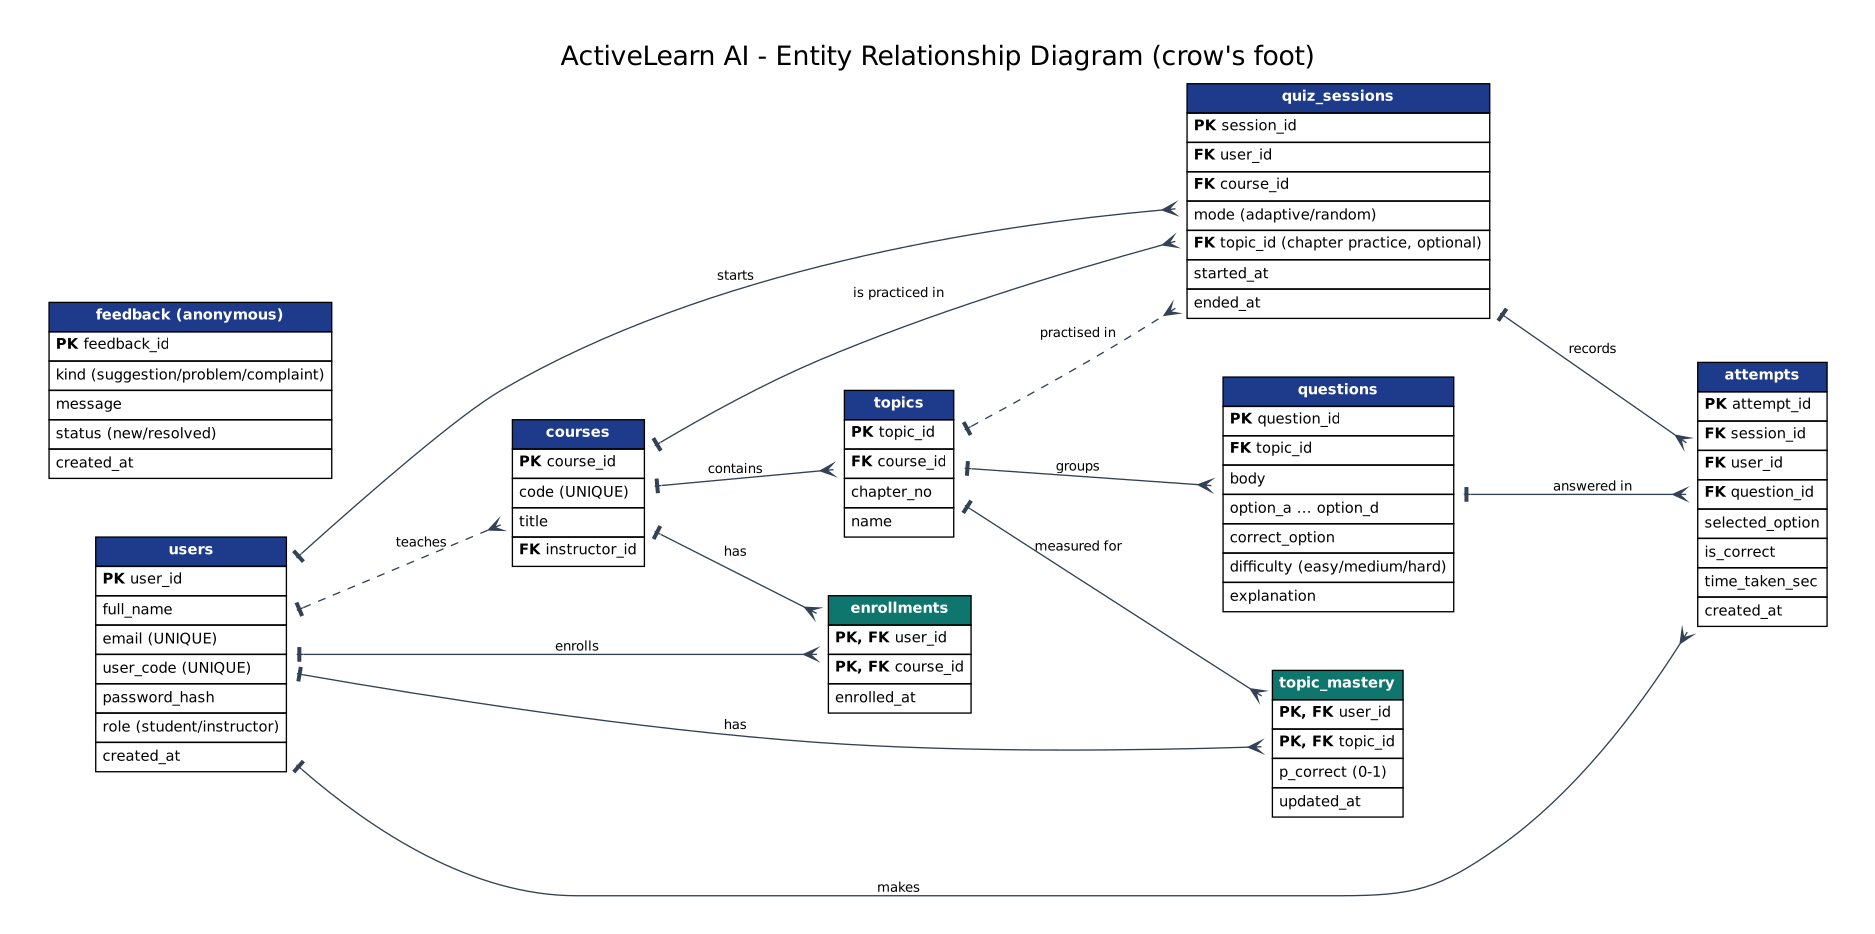 ActiveLearn AI - Entity Relationship Diagram (crow's foot)
quiz_sessions
PK session_id
FK user_id
FK course_id
mode (adaptive/random)
FK topic_id (chapter practice, optional)
started_at
ended_at
starts
is practiced in
practised in
records
feedback (anonymous)
PK feedback_id
kind (suggestion/problem/complaint)
message
status (new/resolved)
created_at
courses
PK course_id
code (UNIQUE)
title
FK instructor_id
contains
topics
PK topic_id
FK course_id
chapter_no
name
groups
questions
PK question_id
FK topic_id
body
option_a ... option_d
correct_option
difficulty (easy/medium/hard)
explanation
answered in
attempts
PK attempt_id
FK session_id
FK user_id
FK question_id
selected_option
is_correct
time_taken_sec
created_at
teaches
has
measured for
users
PK user_id
full_name
email (UNIQUE)
user_code (UNIQUE)
password_hash
role (student/instructor)
created_at
enrolls
enrollments
PK, FK user_id
PK, FK course_id
enrolled_at
has
topic_mastery
PK, FK user_id
PK, FK topic_id
p_correct (0-1)
updated_at
makes